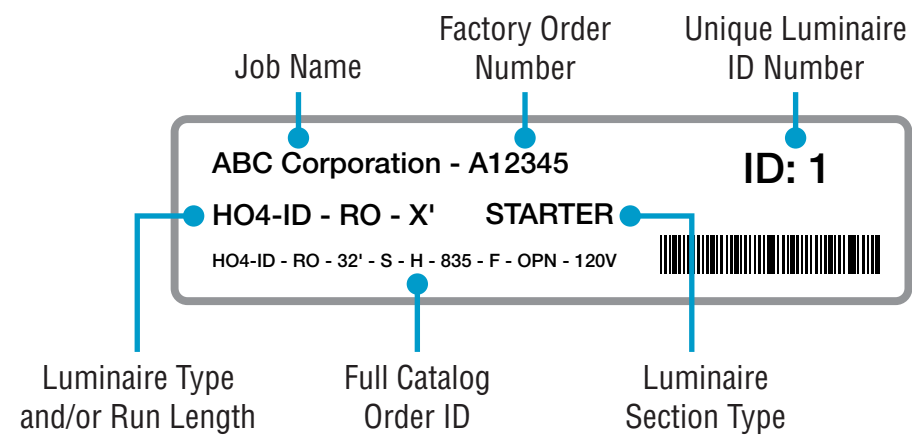 Job Name
Factory Order
Number
Unique Luminaire
ID Number
ABC Corporation - A12345
ID: 1
HO4-ID - RO - X' STARTER
HO4-ID - RO - 32' - S - H - 835 - F - OPN - 120V
Luminaire Type
and/or Run Length
Full Catalog
Order ID
Luminaire
Section Type